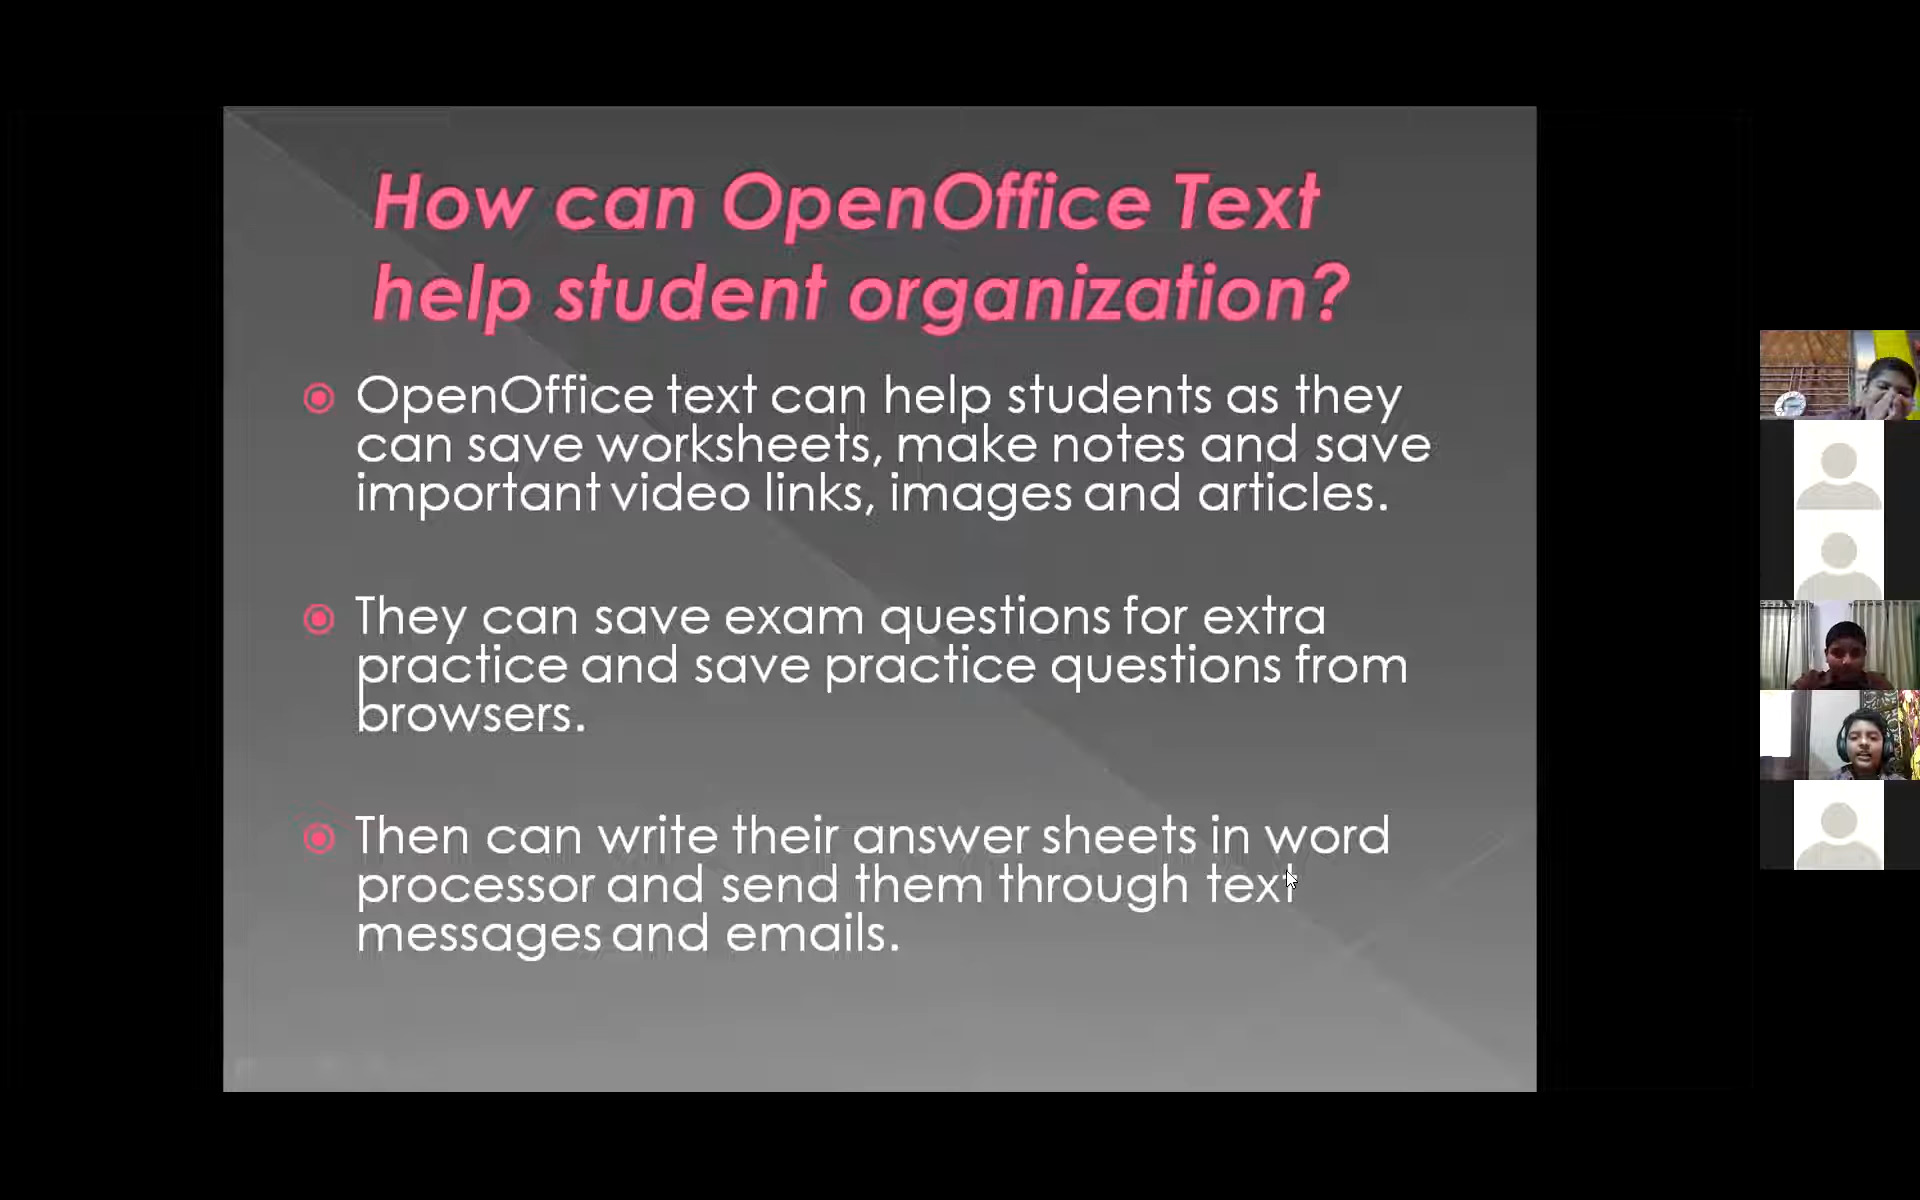 How can OpenOffice Text
help student organization?
OpenOffice text can help students as they
can save worksheets, make notes and save
important video links, images and articles.
They can save exam questions for extra
practice and save practice questions from
browsers.
Then can write their answer sheets in word
processor and send them through text
messages and emails.